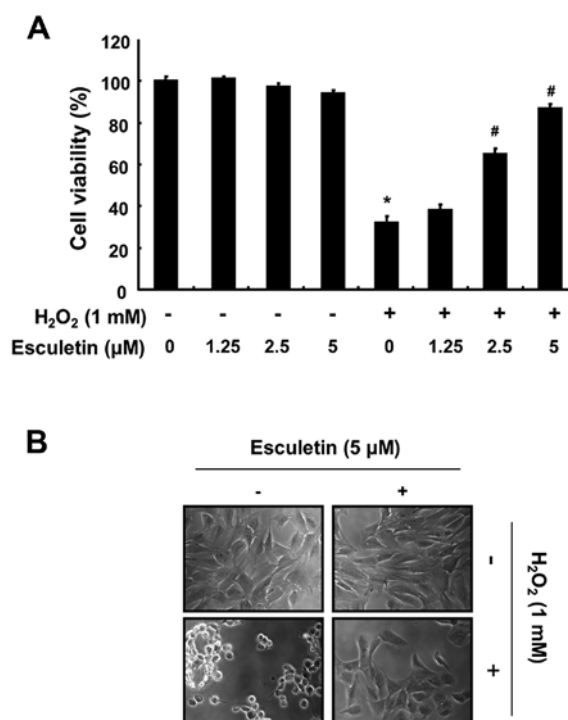 A
120
100
80
60
40
20
0
Cell viability (%)
*
#
#
H₂O₂ (1 mM) - - - - + + + +
Esculetin (μM) 0 1.25 2.5 5 0 1.25 2.5 5
B
Esculetin (5 μM)
- +
-
+
H₂O₂ (1 mM)